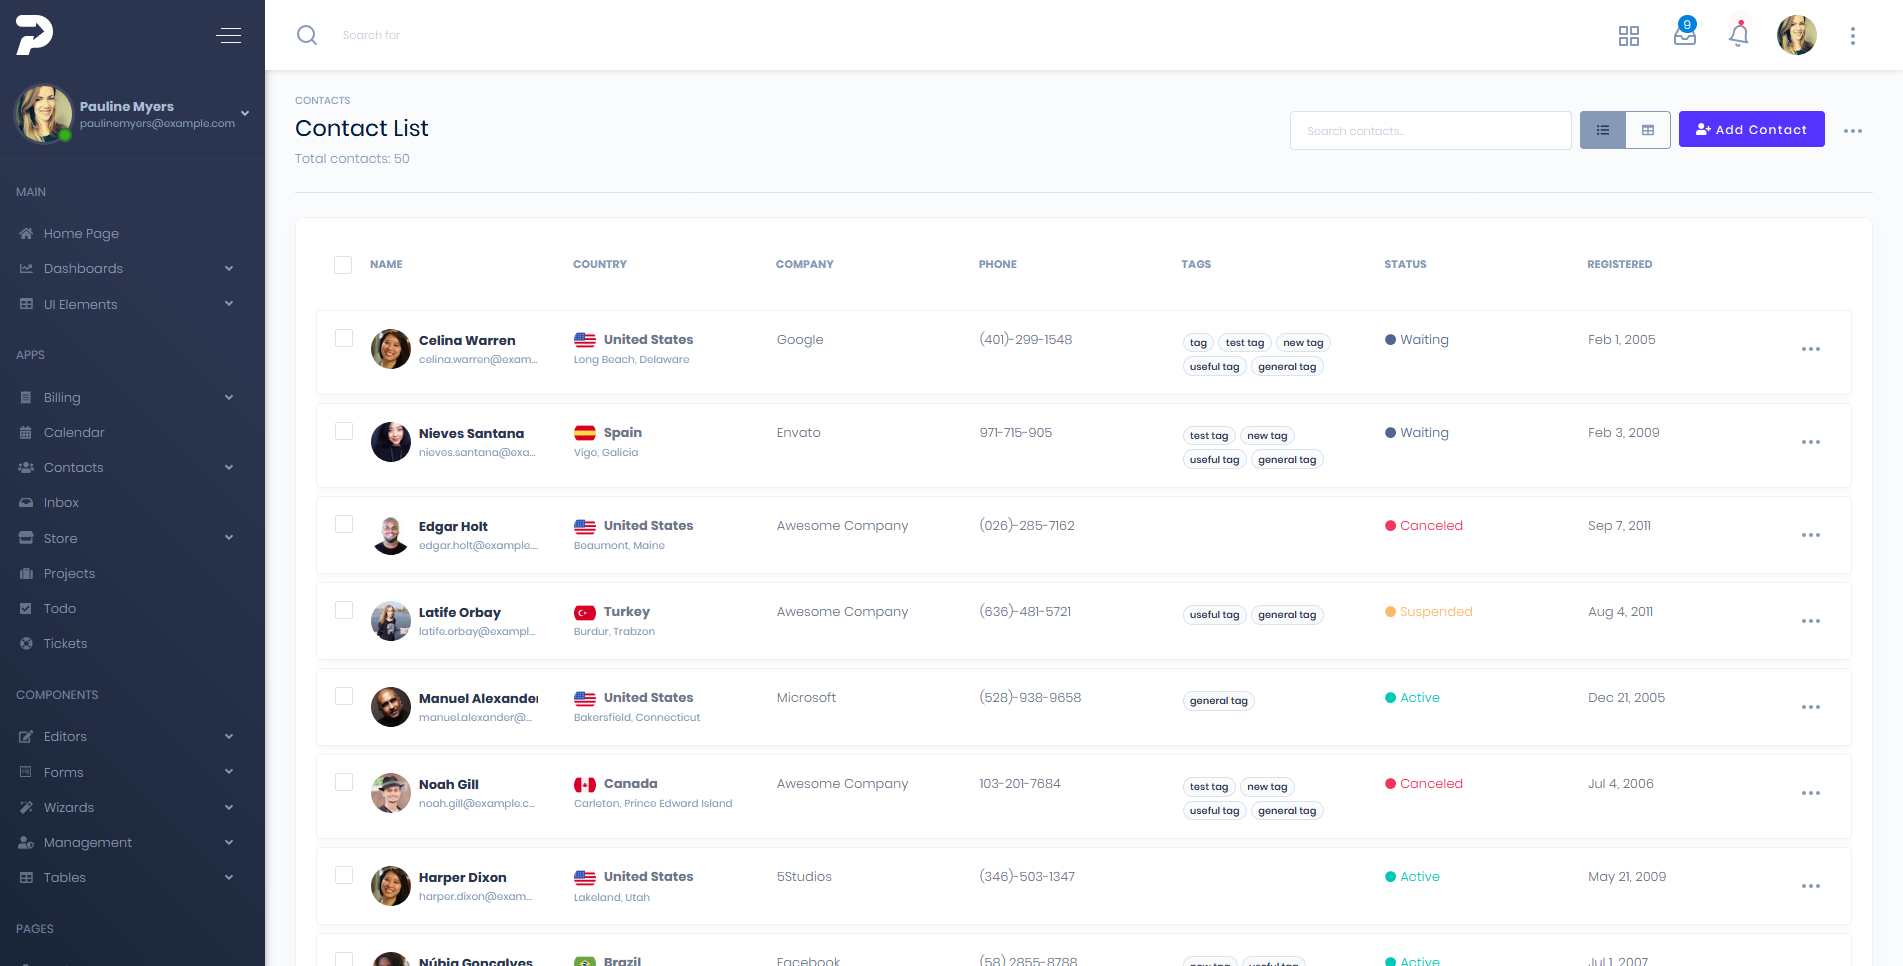 Search for
9
Pauline Myers
paulinemyers@example.com
MAIN
Home Page
Dashboards
UI Elements
APPS
Billing
Calendar
Contacts
Inbox
Store
Projects
Todo
Tickets
COMPONENTS
Editors
Forms
Wizards
Management
Tables
PAGES
CONTACTS
Contact List
Total contacts: 50
Search contacts...
Add Contact
NAME COUNTRY COMPANY PHONE TAGS STATUS REGISTERED
Celina Warren United States Google (401)-299-1548 tag test tag new tag Waiting Feb 1, 2005
celina.warren@exam... Long Beach, Delaware useful tag general tag
Nieves Santana Spain Envato 971-715-905 test tag new tag Waiting Feb 3, 2009
nieves.santana@exa... Vigo, Galicia useful tag general tag
Edgar Holt United States Awesome Company (026)-285-7162 Canceled Sep 7, 2011
edgar.holt@example.... Beaumont, Maine
Latife Orbay Turkey Awesome Company (636)-481-5721 useful tag general tag Suspended Aug 4, 2011
latife.orbay@exampl... Burdur, Trabzon
Manuel Alexander United States Microsoft (528)-938-9658 general tag Active Dec 21, 2005
manuel.alexander@... Bakersfield, Connecticut
Noah Gill Canada Awesome Company 103-201-7684 test tag new tag Canceled Jul 4, 2006
noah.gill@example.c... Carleton, Prince Edward Island useful tag general tag
Harper Dixon United States 5Studios (346)-503-1347 Active May 21, 2009
harper.dixon@exam... Lakeland, Utah
Núbia Gonçalves Brazil Facebook (58) 2855-8788 new tag useful tag Active Jul 1, 2007